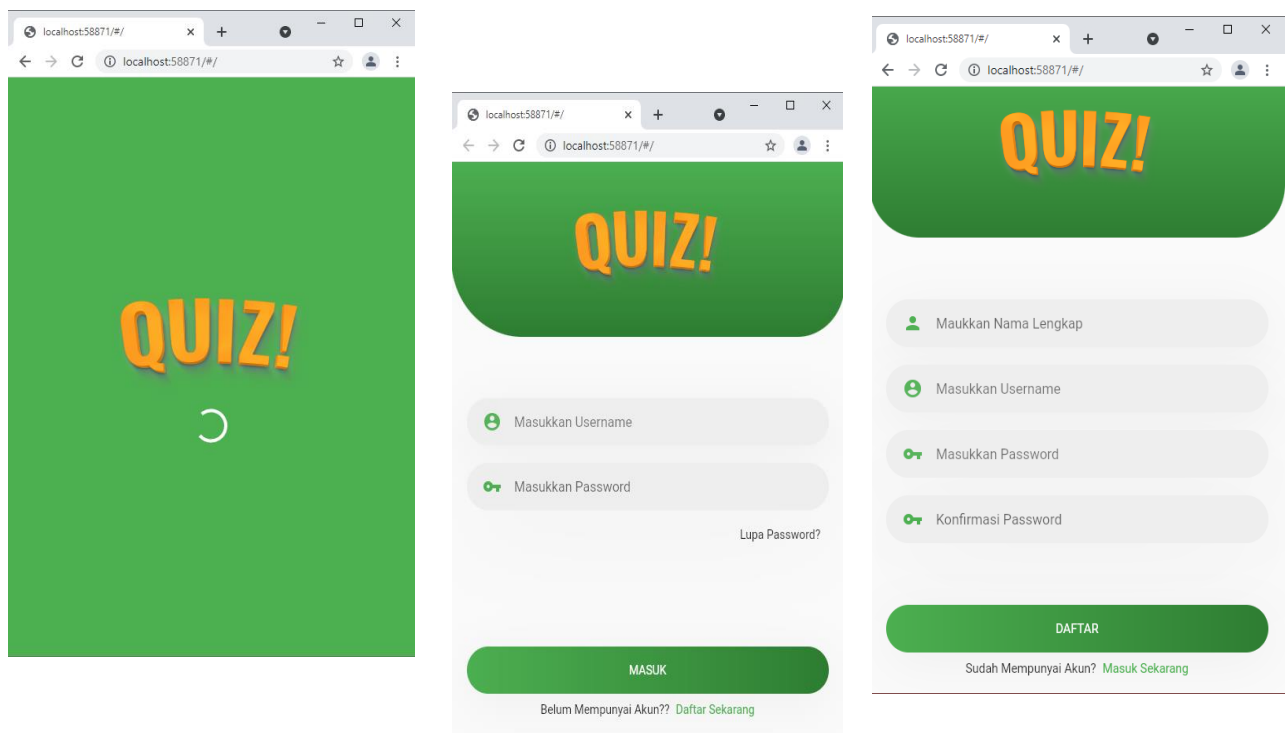 localhost:58871/#/
localhost:58871/#/
QUIZ!
localhost:58871/#/
localhost:58871/#/
QUIZ!
Masukkan Username
Masukkan Password
Lupa Password?
MASUK
Belum Mempunyai Akun?? Daftar Sekarang
localhost:58871/#/
localhost:58871/#/
QUIZ!
Maukkan Nama Lengkap
Masukkan Username
Masukkan Password
Konfirmasi Password
DAFTAR
Sudah Mempunyai Akun? Masuk Sekarang